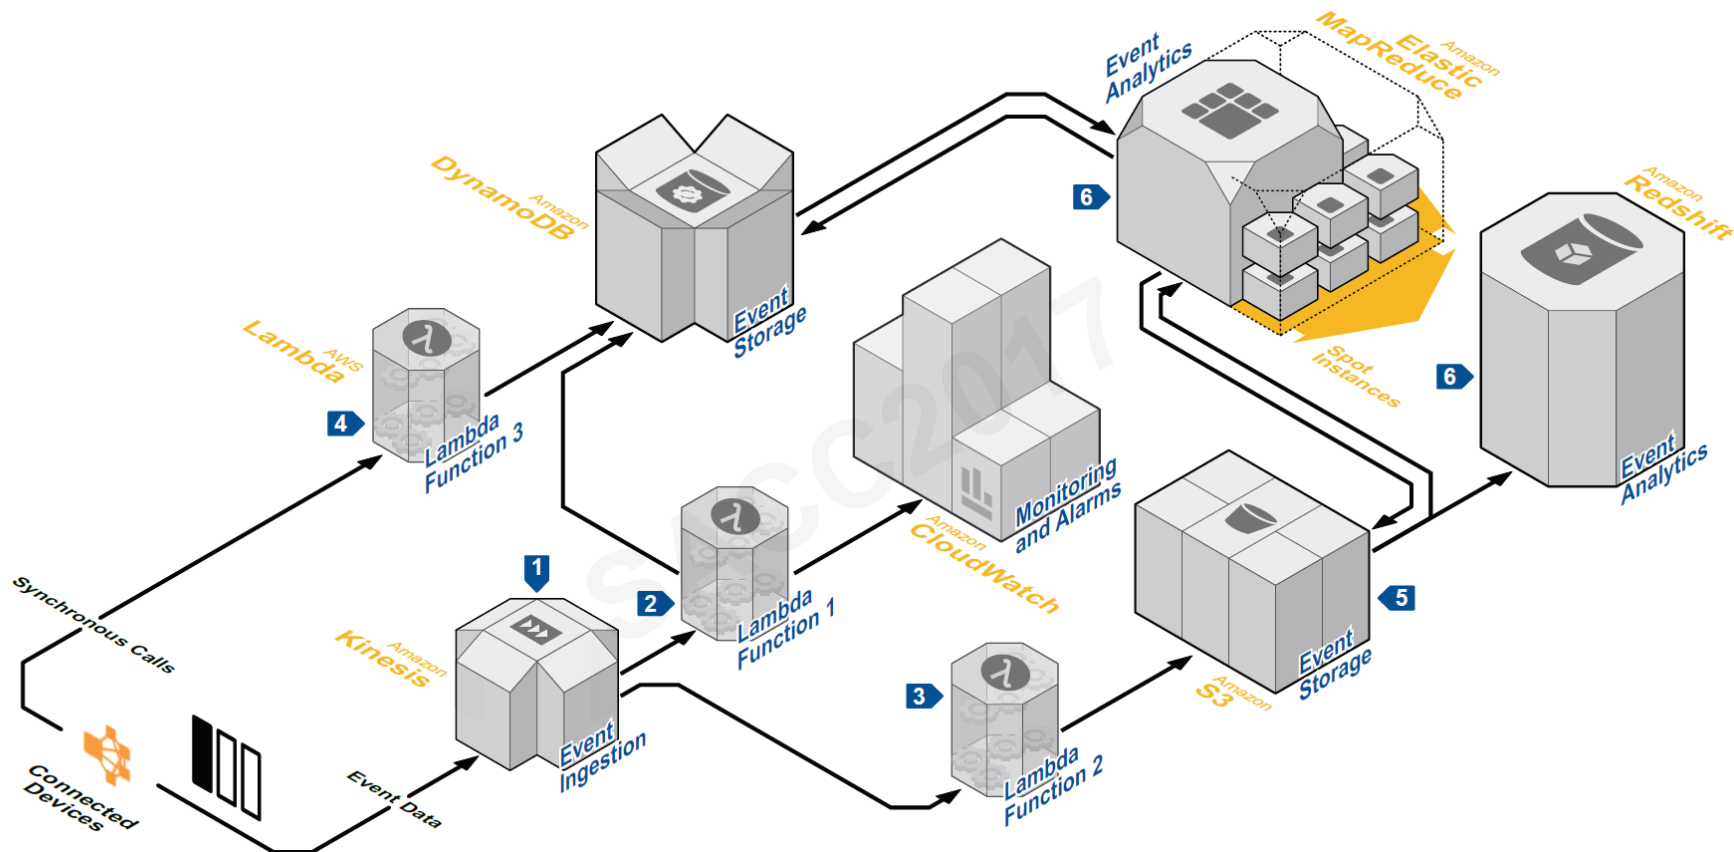 Event
Analytics
Amazon
Elastic
MapReduce
Amazon
DynamoDB
Event
Storage
6
Amazon
Redshift
6
Event
Analytics
Spot
Instances
AWS
Lambda
4
Lambda
Function 3
Monitoring
and Alarms
Amazon
CloudWatch
SACC2017
1
2
Lambda
Function 1
Amazon
Kinesis
Event
Ingestion
3
Lambda
Function 2
5
Event
Storage
Amazon
S3
Synchronous Calls
Connected
Devices
Event Data